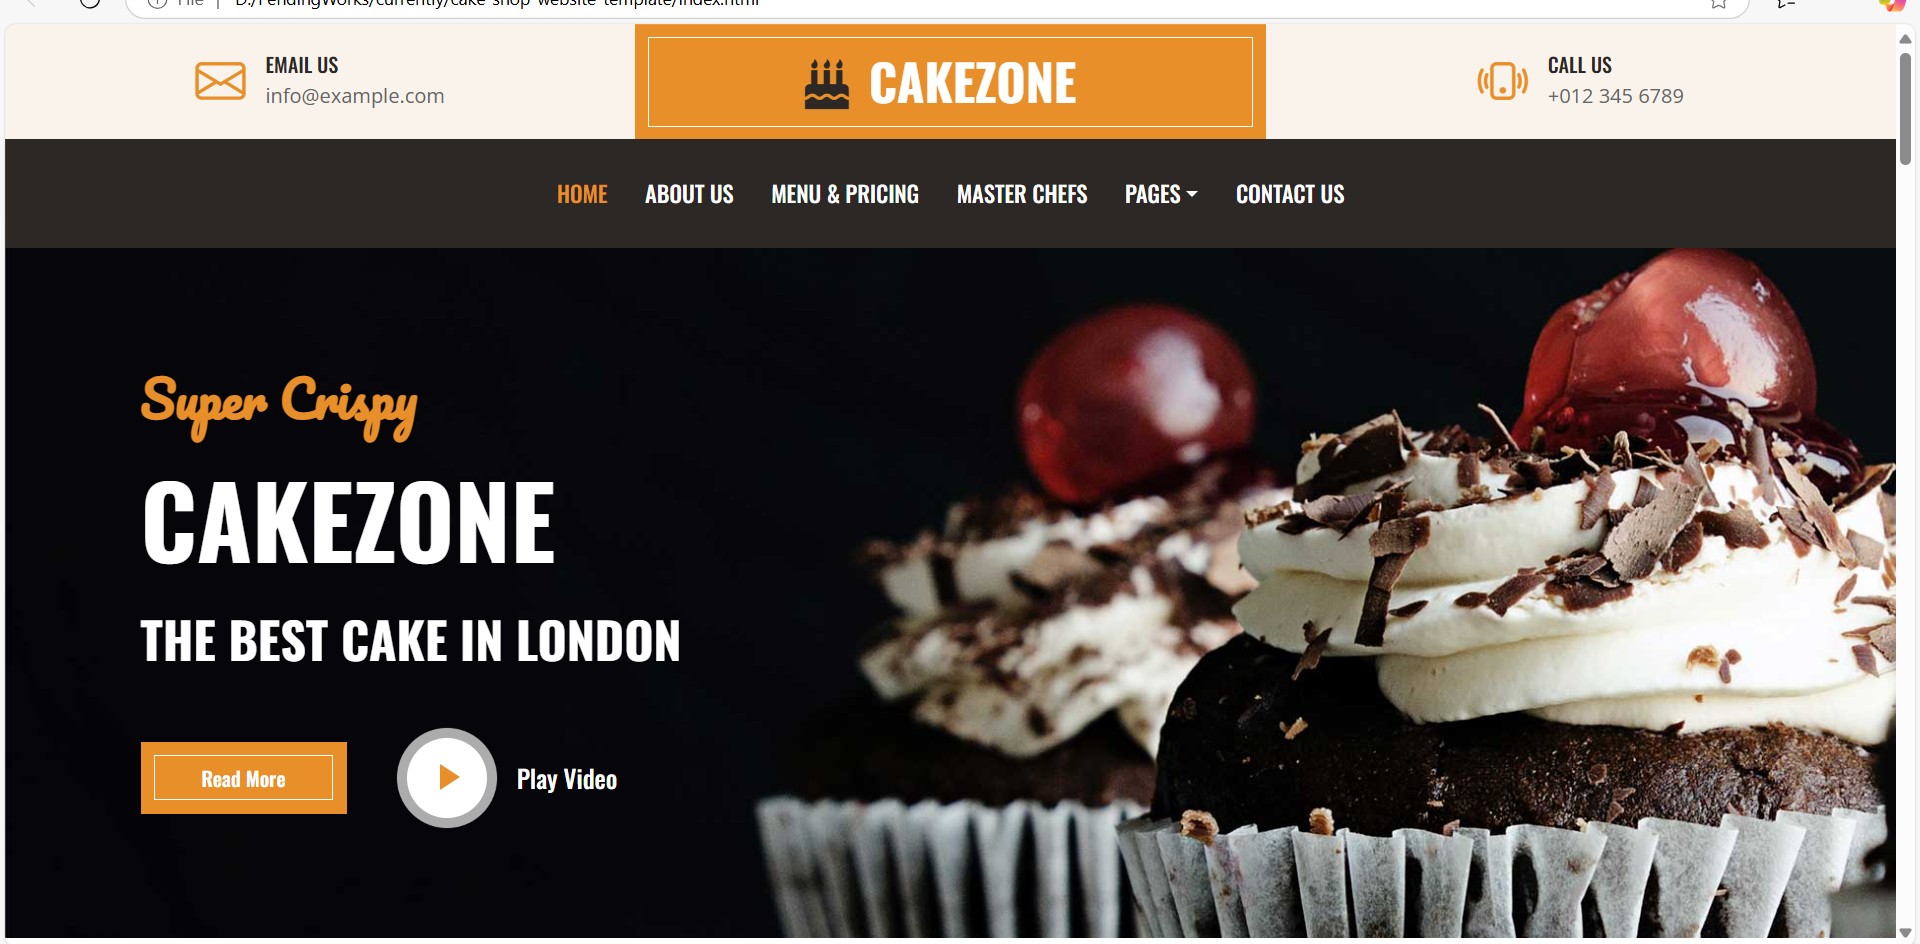 File | D:/PendingWorks/currently/cake-shop-website-template/index.html
EMAIL US
info@example.com
CAKEZONE
CALL US
+012 345 6789
HOME ABOUT US MENU & PRICING MASTER CHEFS PAGES CONTACT US
Super Crispy
CAKEZONE
THE BEST CAKE IN LONDON
Read More
Play Video